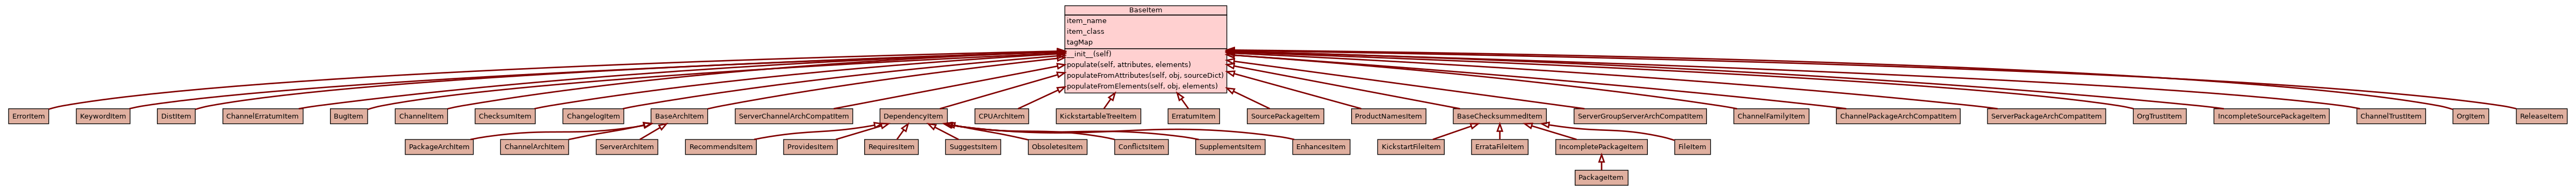 BaseItem
item_name
item_class
tagMap
__init__(self)
populate(self, attributes, elements)
populateFromAttributes(self, obj, sourceDict)
populateFromElements(self, obj, elements)
ErrorItem
KeywordItem
DistItem
ChannelErratumItem
BugItem
ChannelItem
ChecksumItem
ChangelogItem
BaseArchItem
ServerChannelArchCompatItem
DependencyItem
CPUArchItem
KickstartableTreeItem
ErratumItem
SourcePackageItem
ProductNamesItem
BaseChecksummedItem
ServerGroupServerArchCompatItem
ChannelFamilyItem
ChannelPackageArchCompatItem
ServerPackageArchCompatItem
OrgTrustItem
IncompleteSourcePackageItem
ChannelTrustItem
OrgItem
ReleaseItem
PackageArchItem
ChannelArchItem
ServerArchItem
RecommendsItem
ProvidesItem
RequiresItem
SuggestsItem
ObsoletesItem
ConflictsItem
SupplementsItem
EnhancesItem
KickstartFileItem
ErrataFileItem
IncompletePackageItem
FileItem
PackageItem